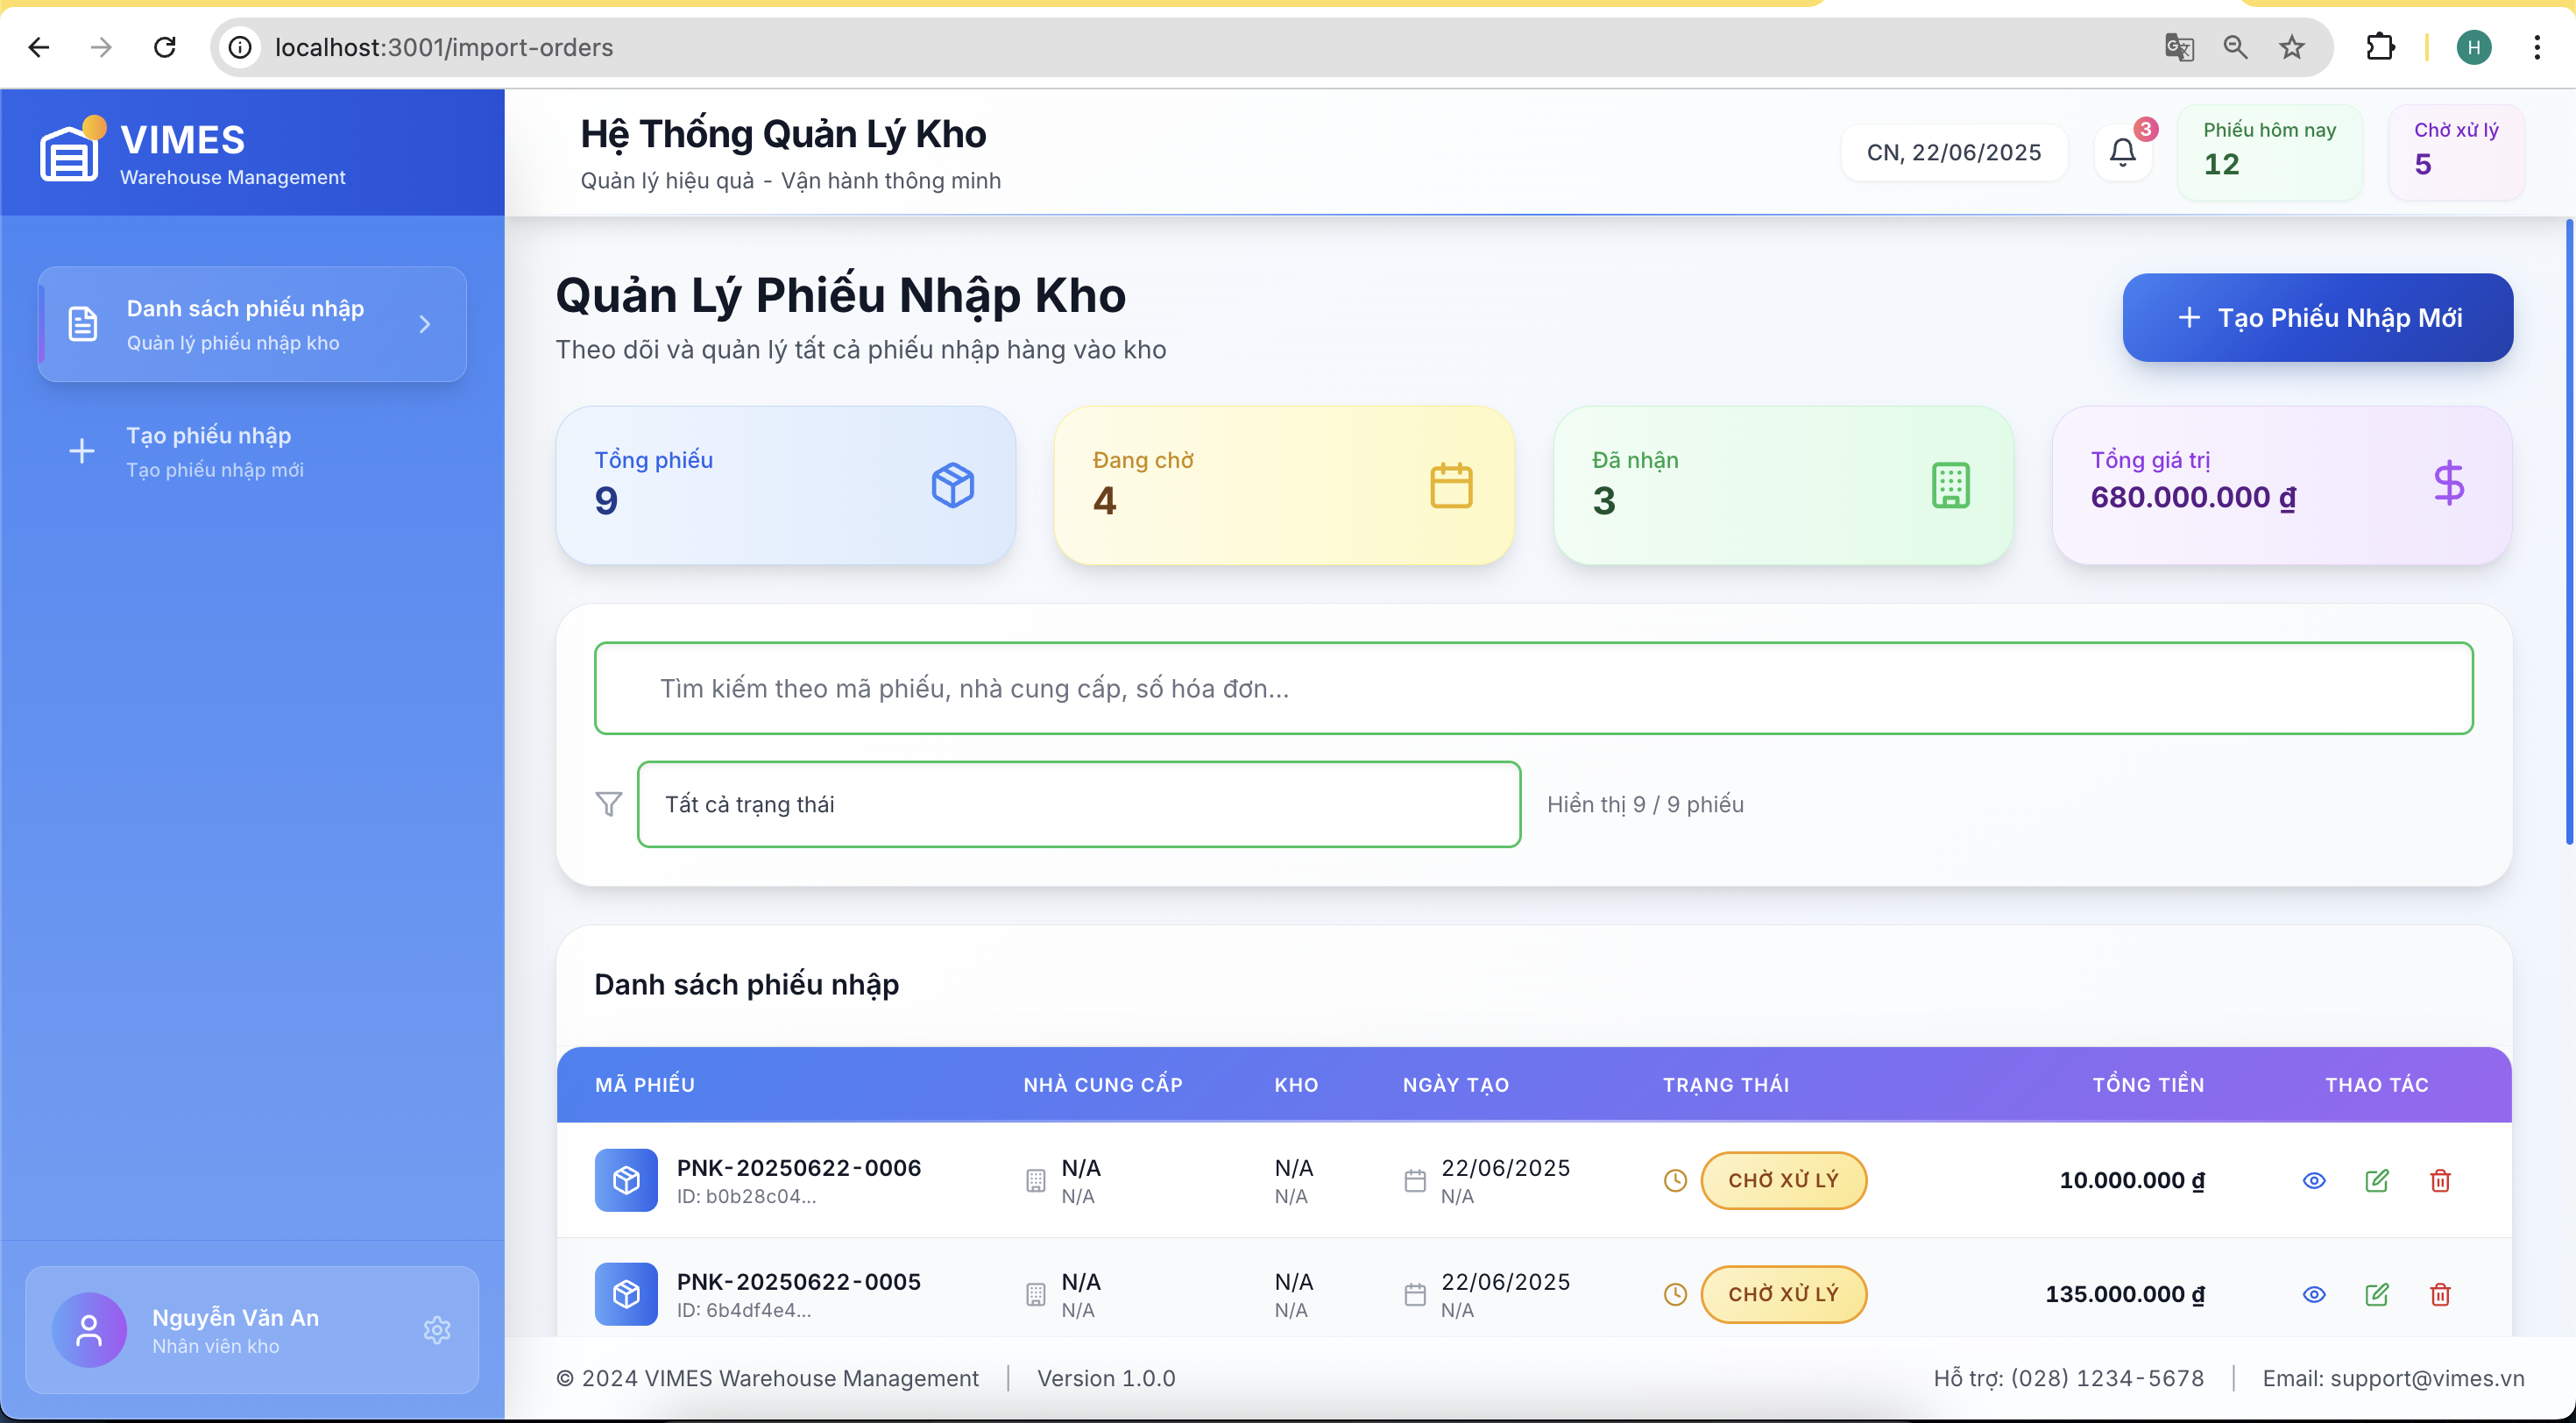 localhost:3001/import-orders
H
VIMES
Warehouse Management
Hệ Thống Quản Lý Kho
Quản lý hiệu quả - Vận hành thông minh
CN, 22/06/2025
3
Phiếu hôm nay
12
Chờ xử lý
5
Danh sách phiếu nhập
Quản lý phiếu nhập kho
Tạo phiếu nhập
Tạo phiếu nhập mới
Quản Lý Phiếu Nhập Kho
Theo dõi và quản lý tất cả phiếu nhập hàng vào kho
Tạo Phiếu Nhập Mới
Tổng phiếu
9
Đang chờ
4
Đã nhận
3
Tổng giá trị
680.000.000 ₫
Tìm kiếm theo mã phiếu, nhà cung cấp, số hóa đơn...
Tất cả trạng thái
Hiển thị 9 / 9 phiếu
Danh sách phiếu nhập
MÃ PHIẾU NHÀ CUNG CẤP KHO NGÀY TẠO TRẠNG THÁI TỔNG TIỀN THAO TÁC
PNK-20250622-0006 N/A N/A 22/06/2025 CHỜ XỬ LÝ 10.000.000 ₫
ID: b0b28c04... N/A N/A N/A
PNK-20250622-0005 N/A N/A 22/06/2025 CHỜ XỬ LÝ 135.000.000 ₫
ID: 6b4df4e4... N/A N/A N/A
Nguyễn Văn An
Nhân viên kho
© 2024 VIMES Warehouse Management | Version 1.0.0
Hỗ trợ: (028) 1234-5678 | Email: support@vimes.vn